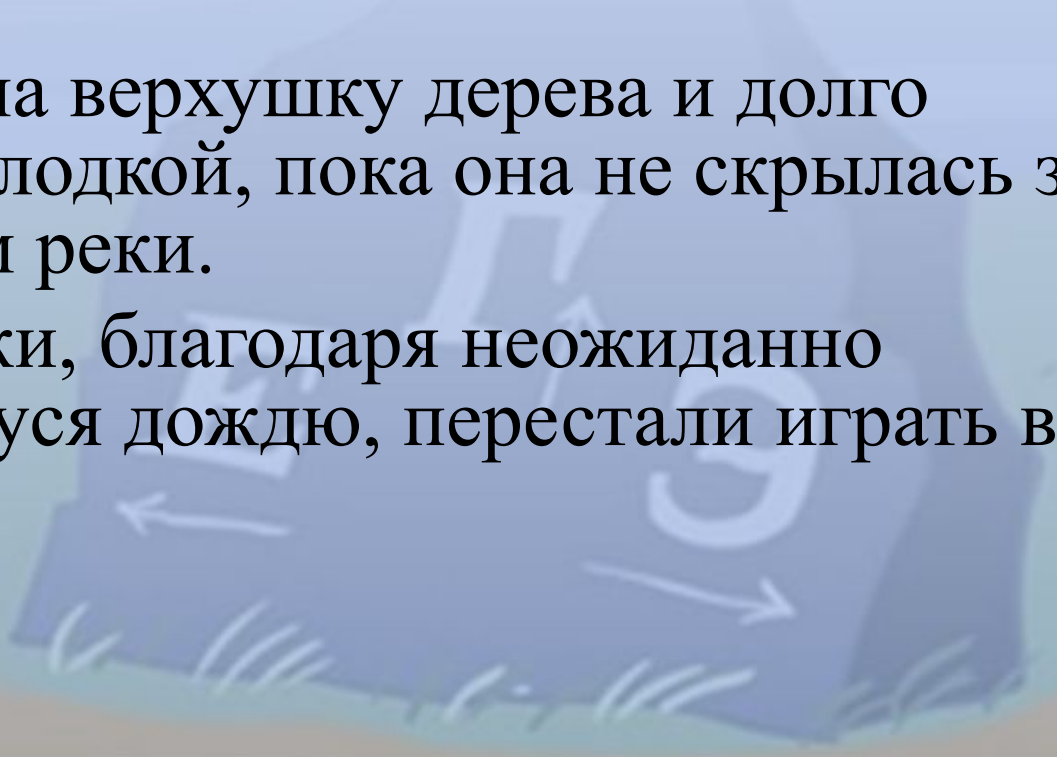 на верхушку дерева и долго
лодкой, пока она не скрылась з
и реки.
ки, благодаря неожиданно
уся дождю, перестали играть в
Г
Е
Э